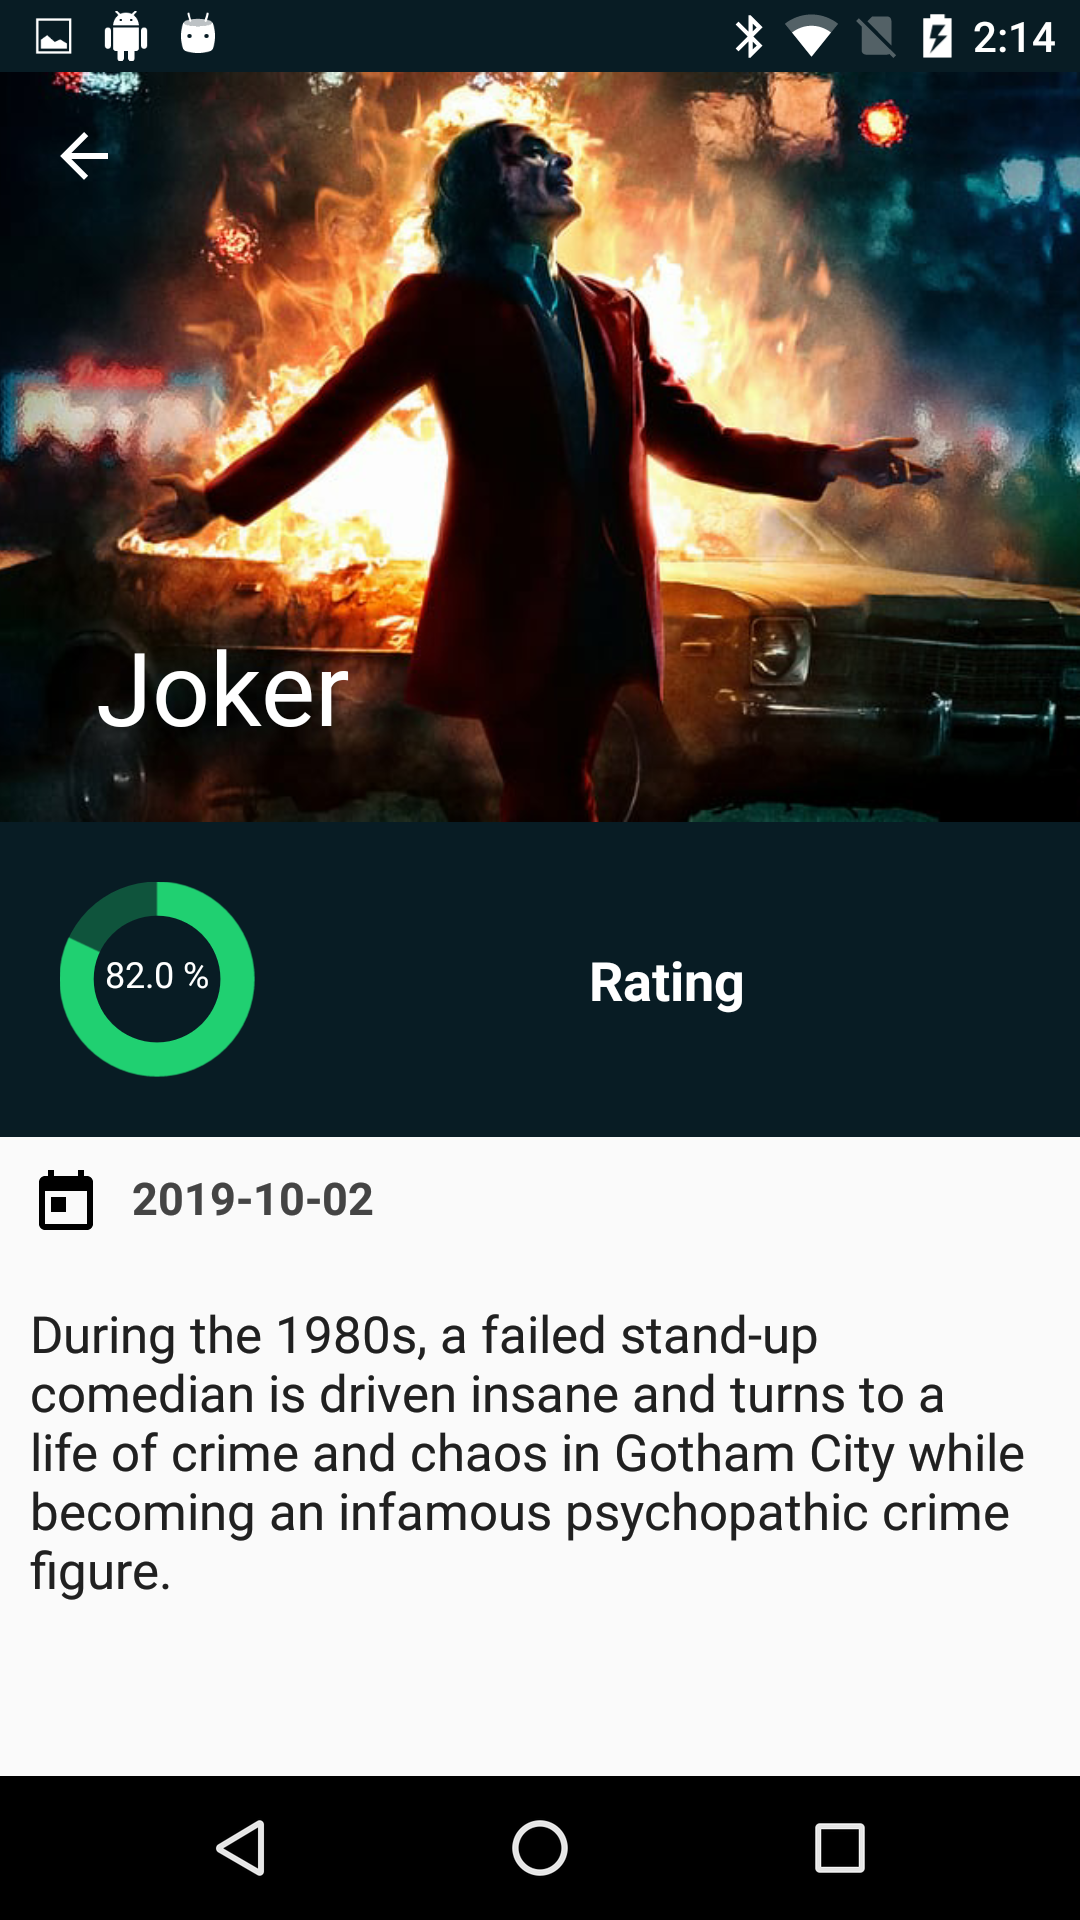 2:14
Joker
82.0 %
Rating
2019-10-02
During the 1980s, a failed stand-up
comedian is driven insane and turns to a
life of crime and chaos in Gotham City while
becoming an infamous psychopathic crime
figure.